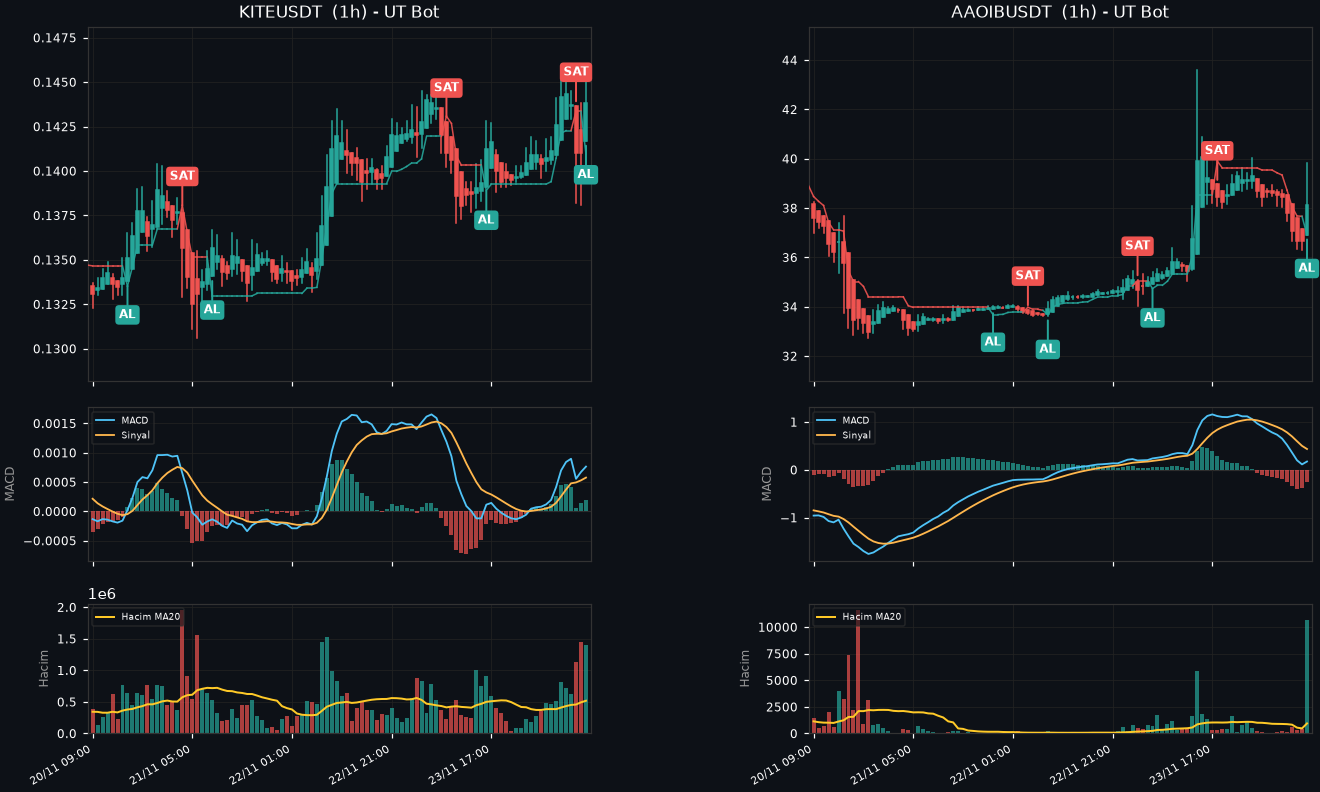 KITEUSDT (1h) - UT Bot
0.1475
0.1450
0.1425
0.1400
0.1375
0.1350
0.1325
0.1300
SAT
SAT
SAT
AL
AL
AL
AL
MACD
Sinyal
MACD
0.0015
0.0010
0.0005
0.0000
−0.0005
1e6
Hacim MA20
Hacim
2.0
1.5
1.0
0.5
0.0
20/11 09:00
21/11 05:00
22/11 01:00
22/11 21:00
23/11 17:00
AAOIBUSDT (1h) - UT Bot
44
42
40
38
36
34
32
SAT
SAT
SAT
AL
AL
AL
AL
MACD
Sinyal
MACD
1
0
−1
Hacim MA20
Hacim
10000
7500
5000
2500
0
20/11 09:00
21/11 05:00
22/11 01:00
22/11 21:00
23/11 17:00